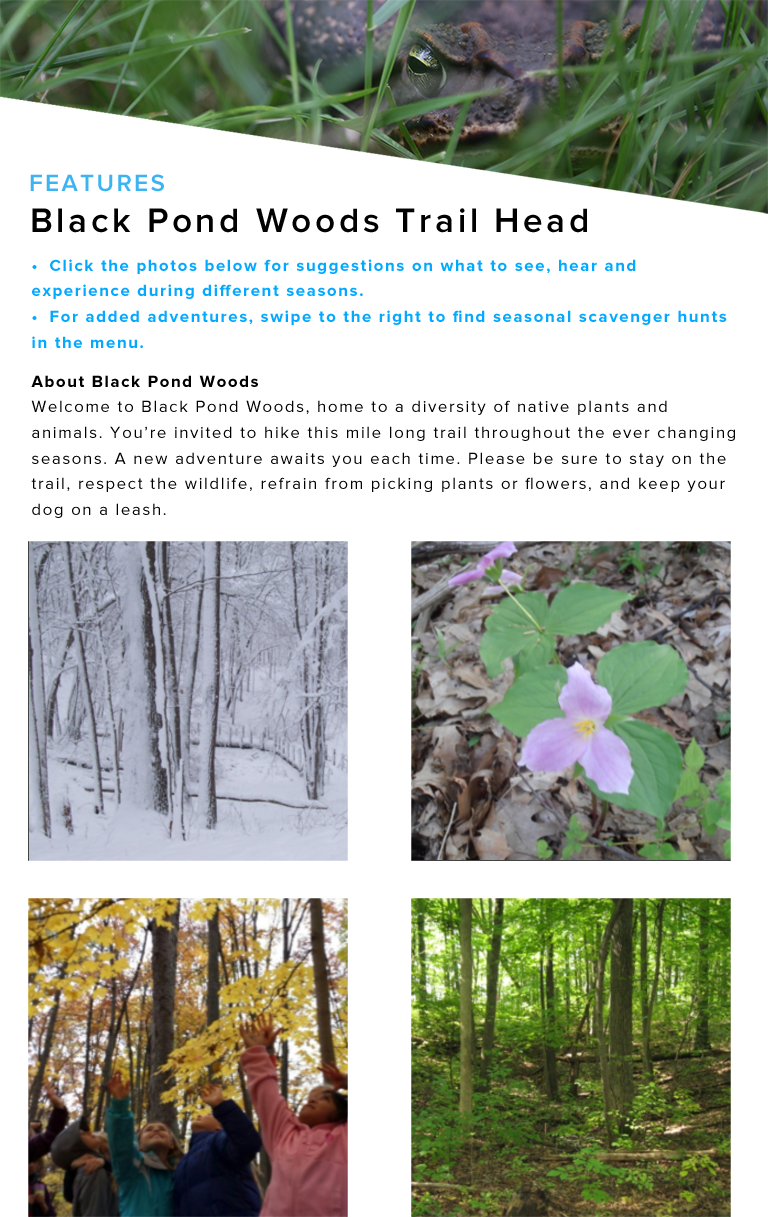 FEATURES
Black Pond Woods Trail Head
• Click the photos below for suggestions on what to see, hear and
experience during different seasons.
• For added adventures, swipe to the right to find seasonal scavenger hunts
in the menu.
About Black Pond Woods
Welcome to Black Pond Woods, home to a diversity of native plants and
animals. You’re invited to hike this mile long trail throughout the ever changing
seasons. A new adventure awaits you each time. Please be sure to stay on the
trail, respect the wildlife, refrain from picking plants or flowers, and keep your
dog on a leash.